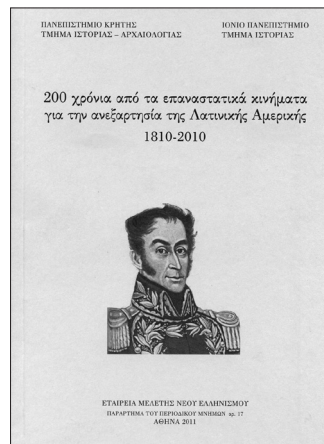 ΠΑΝΕΠΙΣΤΗΜΙΟ ΚΡΗΤΗΣ
ΤΜΗΜΑ ΙΣΤΟΡΙΑΣ – ΑΡΧΑΙΟΛΟΓΙΑΣ
ΙΟΝΙΟ ΠΑΝΕΠΙΣΤΗΜΙΟ
ΤΜΗΜΑ ΙΣΤΟΡΙΑΣ
200 χρόνια από τα επαναστατικά κινήματα
για την ανεξαρτησία της Λατινικής Αμερικής
1810-2010
ΕΤΑΙΡΕΙΑ ΜΕΛΕΤΗΣ ΝΕΟΥ ΕΛΛΗΝΙΣΜΟΥ
ΠΑΡΑΡΤΗΜΑ ΤΟΥ ΠΕΡΙΟΔΙΚΟΥ ΜΝΗΜΩΝ αρ. 17
ΑΘΗΝΑ 2011